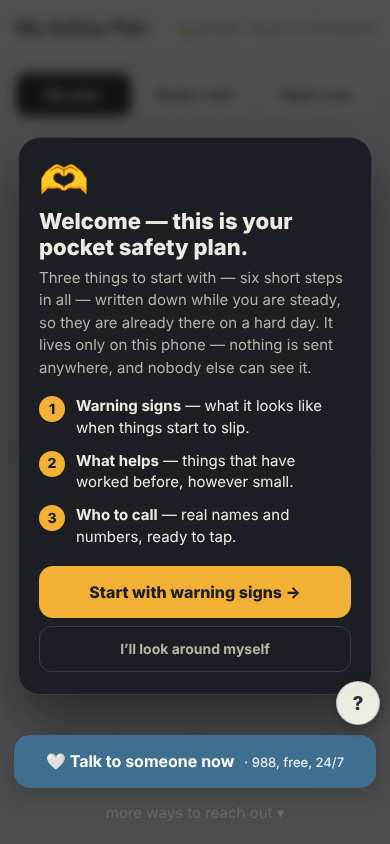 My Safety Plan
Welcome — this is your
pocket safety plan.
Three things to start with — six short steps
in all — written down while you are steady,
so they are already there on a hard day. It
lives only on this phone — nothing is sent
anywhere, and nobody else can see it.
1 Warning signs — what it looks like
when things start to slip.
2 What helps — things that have
worked before, however small.
3 Who to call — real names and
numbers, ready to tap.
Start with warning signs →
I’ll look around myself
?
🤍 Talk to someone now · 988, free, 24/7
more ways to reach out ▾